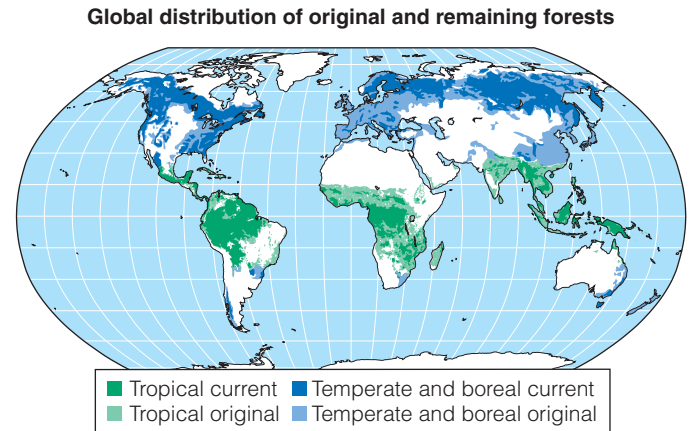 Global distribution of original and remaining forests
Tropical current Temperate and boreal current
Tropical original Temperate and boreal original